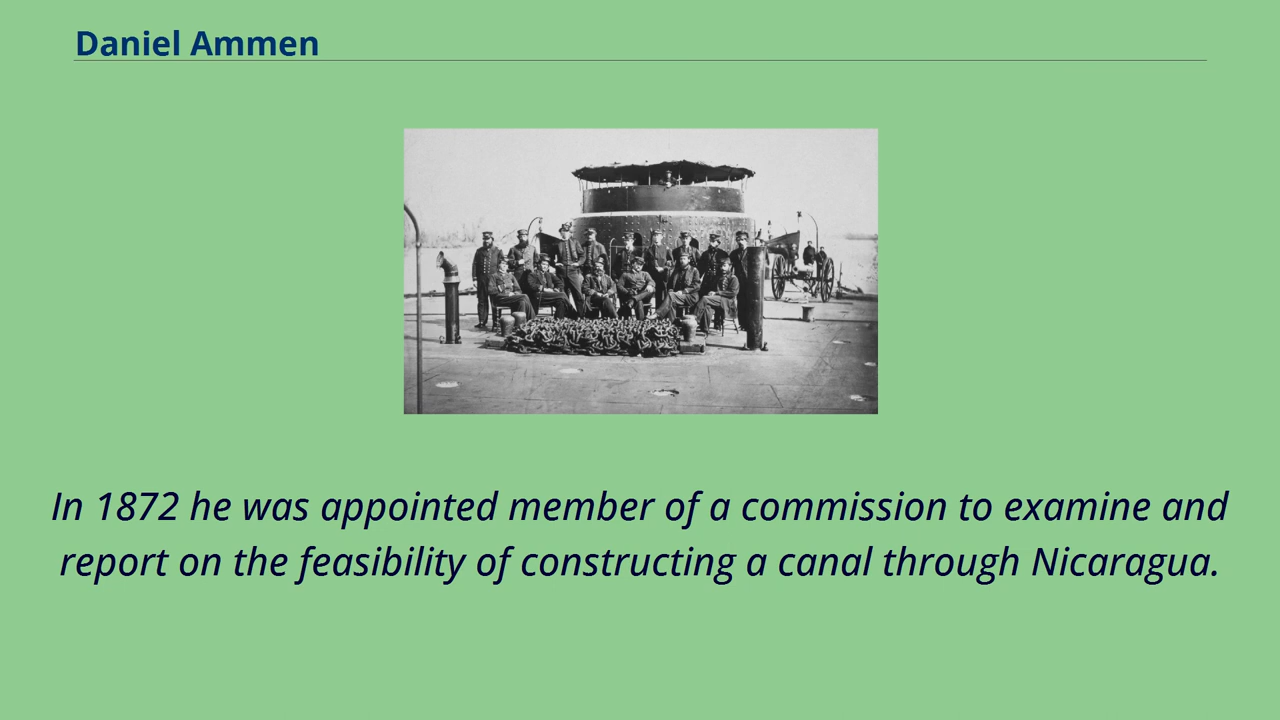 Daniel Ammen
In 1872 he was appointed member of a commission to examine and
report on the feasibility of constructing a canal through Nicaragua.